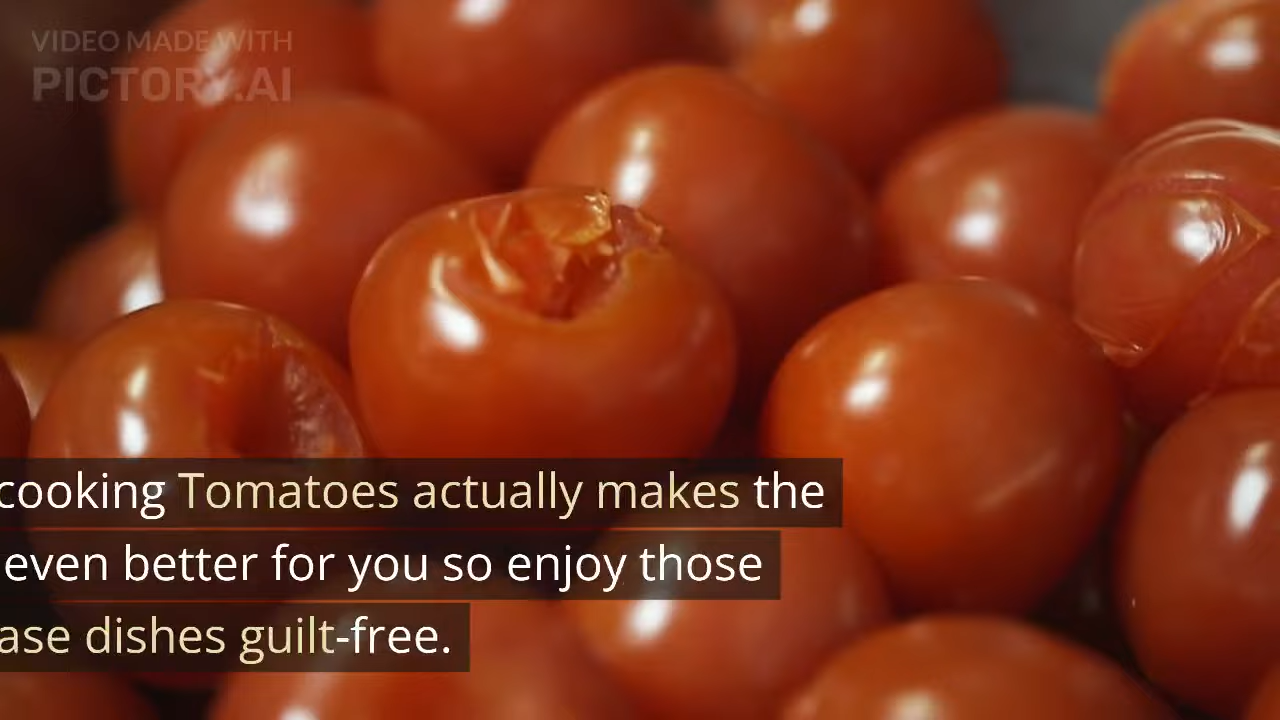 VIDEO MADE WITH
PICTORY.AI
cooking Tomatoes actually makes the
even better for you so enjoy those
ase dishes guilt-free.